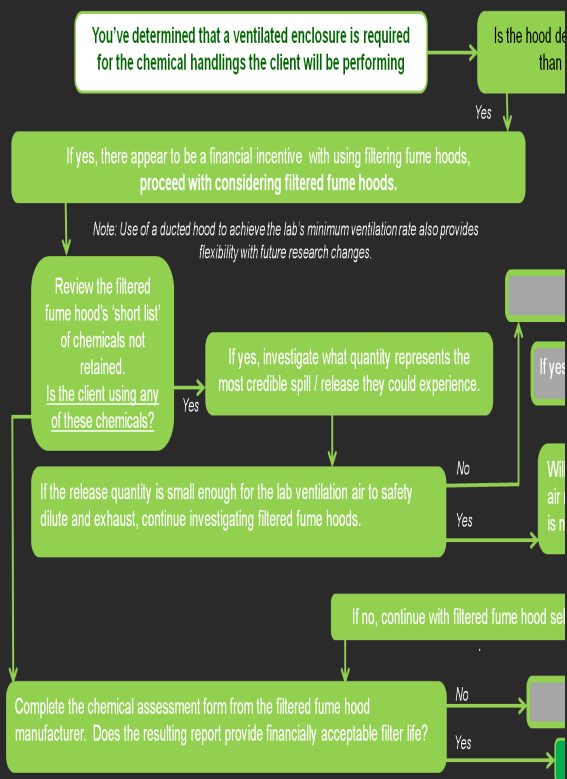 You've determined that a ventilated enclosure is required
for the chemical handlings the client will be performing
Is the hood
than
Yes
If yes, there appear to be a financial incentive with using filtering fume hoods,
proceed with considering filtered fume hoods.
Note: Use of a ducted hood to achieve the lab's minimum ventilation rate also provides
flexibility with future research changes.
Review the filtered
fume hood's 'short list'
of chemicals not
retained.
Is the client using any
of these chemicals?
Yes
If yes, investigate what quantity represents the
most credible spill / release they could experience.
If yes
If the release quantity is small enough for the lab ventilation air to safety
dilute and exhaust, continue investigating filtered fume hoods.
No
Yes
Will
air
is
If no, continue with filtered fume hood
Complete the chemical assessment form from the filtered fume hood
manufacturer. Does the resulting report provide financially acceptable filter life?
No
Yes